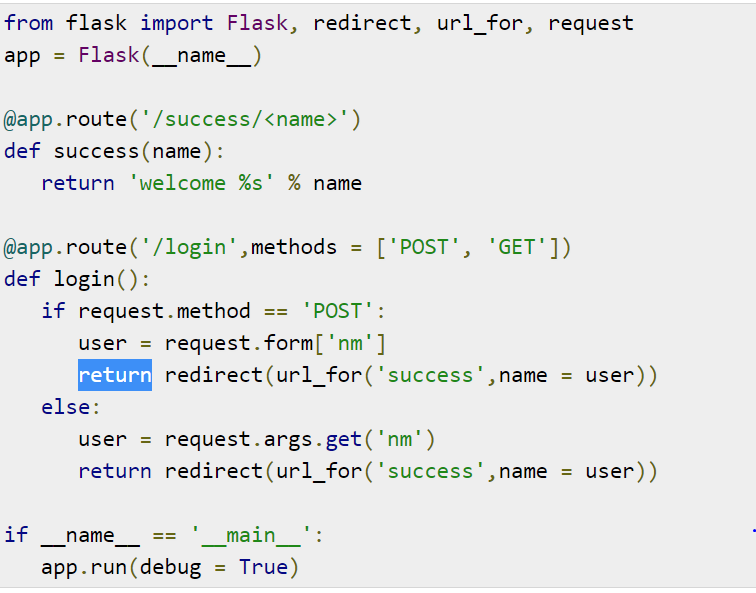 from flask import Flask, redirect, url_for, request
app = Flask(__name__)

@app.route('/success/<name>')
def success(name):
   return 'welcome %s' % name

@app.route('/login',methods = ['POST', 'GET'])
def login():
   if request.method == 'POST':
      user = request.form['nm']
      return redirect(url_for('success',name = user))
   else:
      user = request.args.get('nm')
      return redirect(url_for('success',name = user))

if __name__ == '__main__':
   app.run(debug = True)